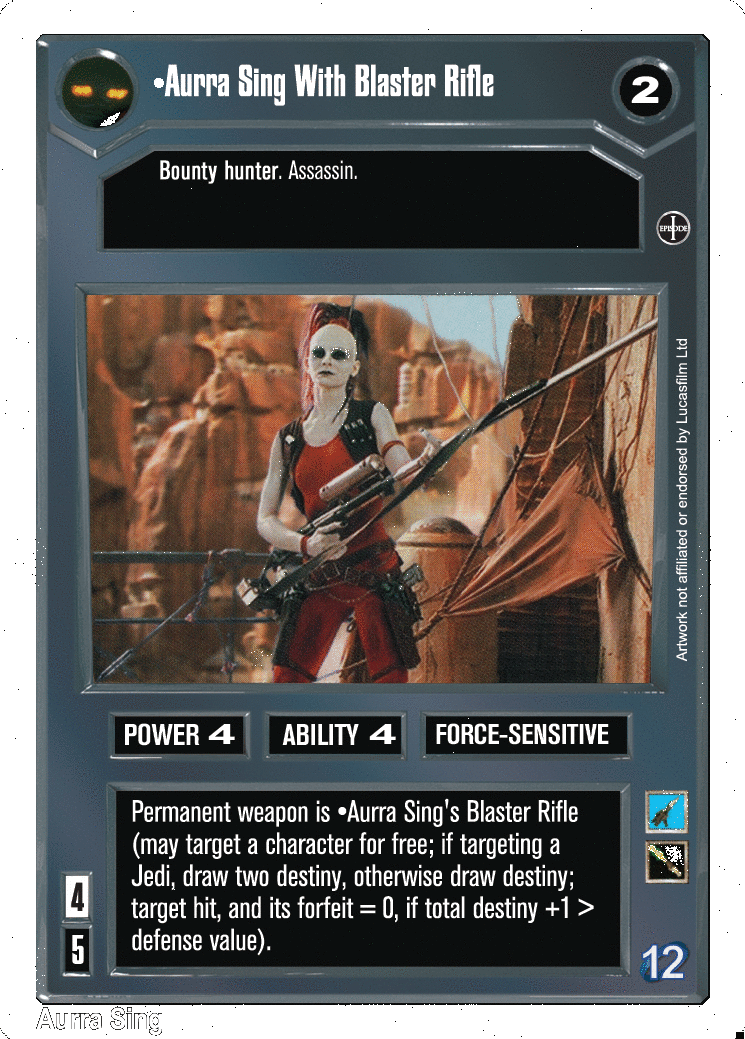 •Aurra Sing With Blaster Rifle
2
Bounty hunter. Assassin.
EPISODE I
Artwork not affiliated or endorsed by Lucasfilm Ltd
POWER 4
ABILITY 4
FORCE-SENSITIVE
Permanent weapon is •Aurra Sing's Blaster Rifle
(may target a character for free; if targeting a
Jedi, draw two destiny, otherwise draw destiny;
target hit, and its forfeit = 0, if total destiny +1 >
defense value).
4
5
12
Aurra Sing